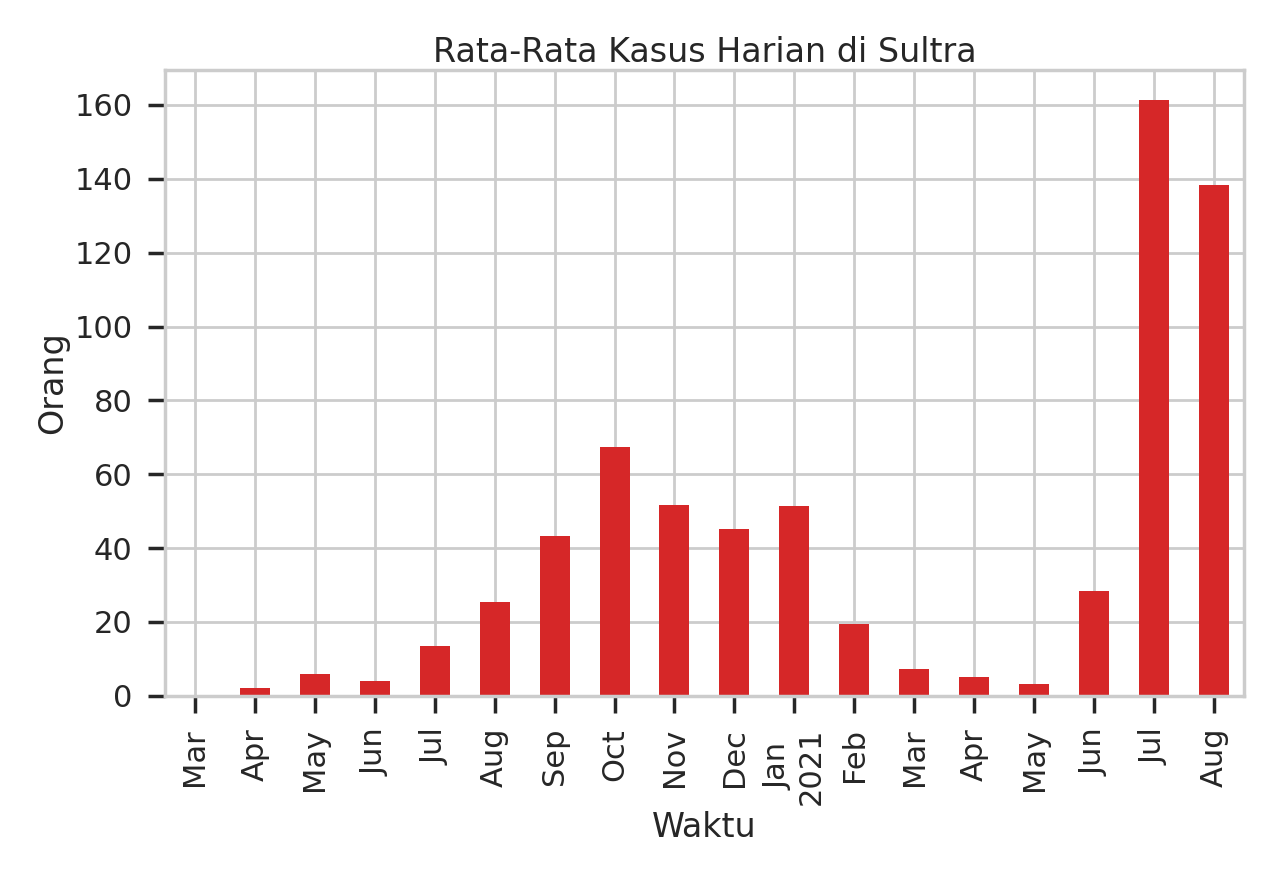 Rata-Rata Kasus Harian di Sultra
160
140
120
100
80
60
40
20
0
Orang
Mar
Apr
May
Jun
Jul
Aug
Sep
Oct
Nov
Dec
Jan
2021
Feb
Mar
Apr
May
Jun
Jul
Aug
Waktu